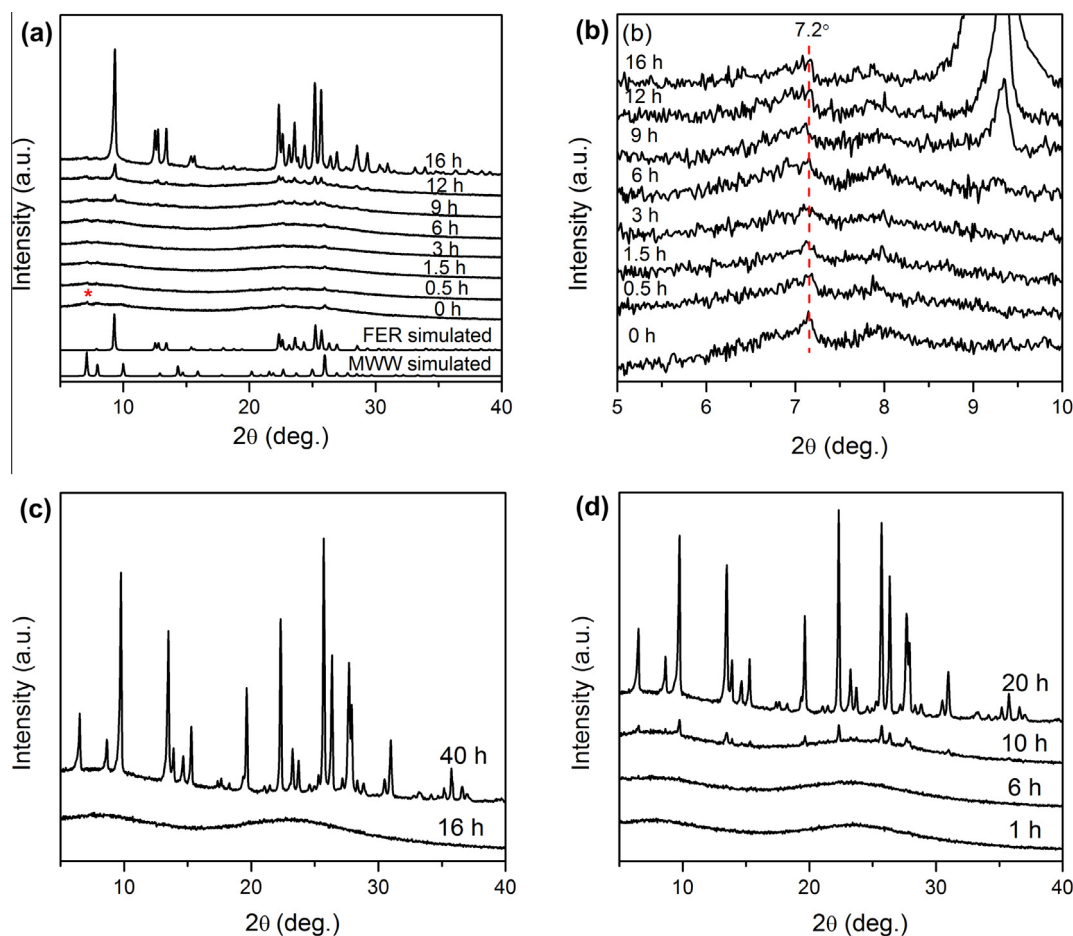 (a)
Intensity (a.u.)
16 h
12 h
9 h
6 h
3 h
1.5 h
*
0.5 h
0 h
FER simulated
MWW simulated
10 20 30 40
2θ (deg.)
(b)
(b)
7.2°
Intensity (a.u.)
16 h
12 h
9 h
6 h
3 h
1.5 h
0.5 h
0 h
5 6 7 8 9 10
2θ (deg.)
(c)
Intensity (a.u.)
40 h
16 h
10 20 30 40
2θ (deg.)
(d)
Intensity (a.u.)
20 h
10 h
6 h
1 h
10 20 30 40
2θ (deg.)